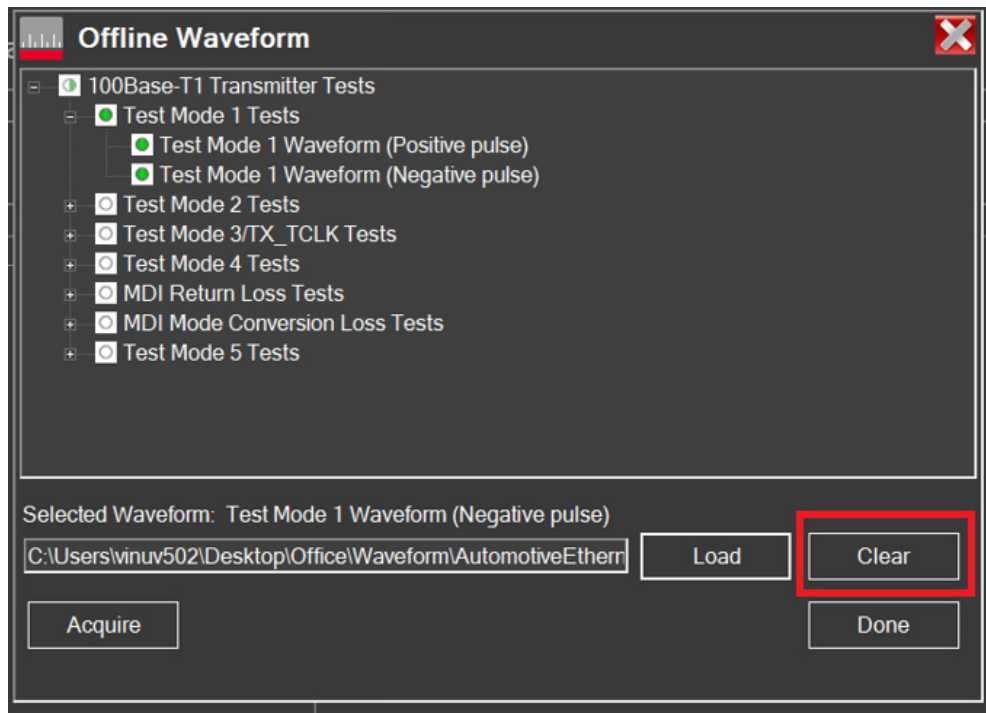 Offline Waveform
100Base-T1 Transmitter Tests
Test Mode 1 Tests
Test Mode 1 Waveform (Positive pulse)
Test Mode 1 Waveform (Negative pulse)
Test Mode 2 Tests
Test Mode 3/TX_TCLK Tests
Test Mode 4 Tests
MDI Return Loss Tests
MDI Mode Conversion Loss Tests
Test Mode 5 Tests
Selected Waveform: Test Mode 1 Waveform (Negative pulse)
C:\Users\vinuv502\Desktop\Office\Waveform\AutomotiveEthern Load Clear
Acquire Done